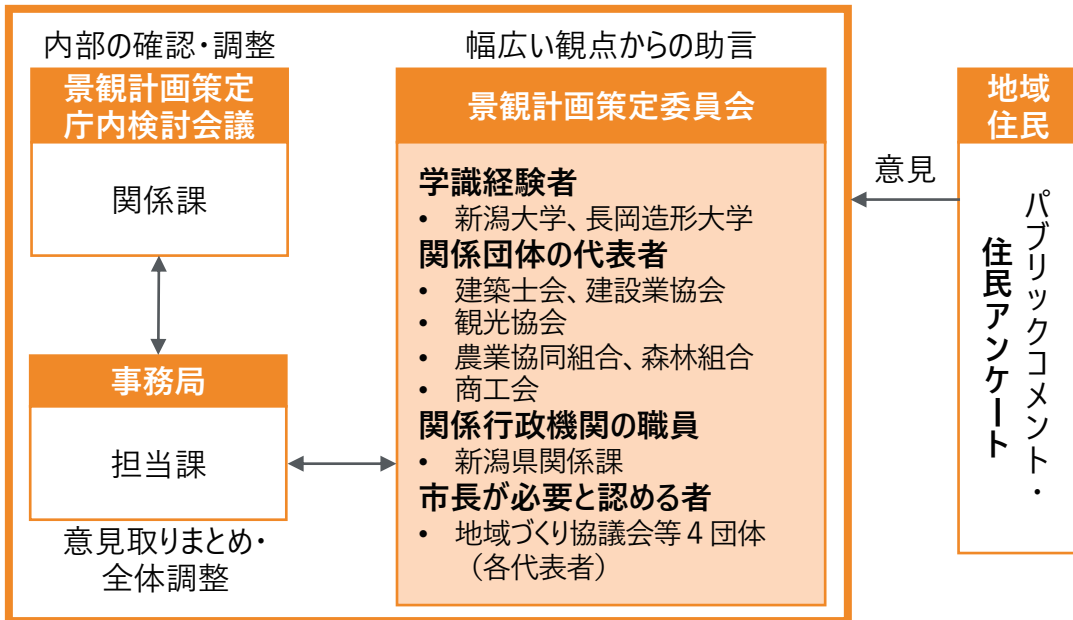 内部の確認・調整
景観計画策定
庁内検討会議
関係課
事務局
担当課
意見取りまとめ・
全体調整
幅広い観点からの助言
景観計画策定委員会
学識経験者
• 新潟大学、長岡造形大学
関係団体の代表者
• 建築士会、建設業協会
• 観光協会
• 農業協同組合、森林組合
• 商工会
関係行政機関の職員
• 新潟県関係課
市長が必要と認める者
• 地域づくり協議会等４団体
（各代表者）
意見
地域
住民
パブリックコメント・
住民アンケート